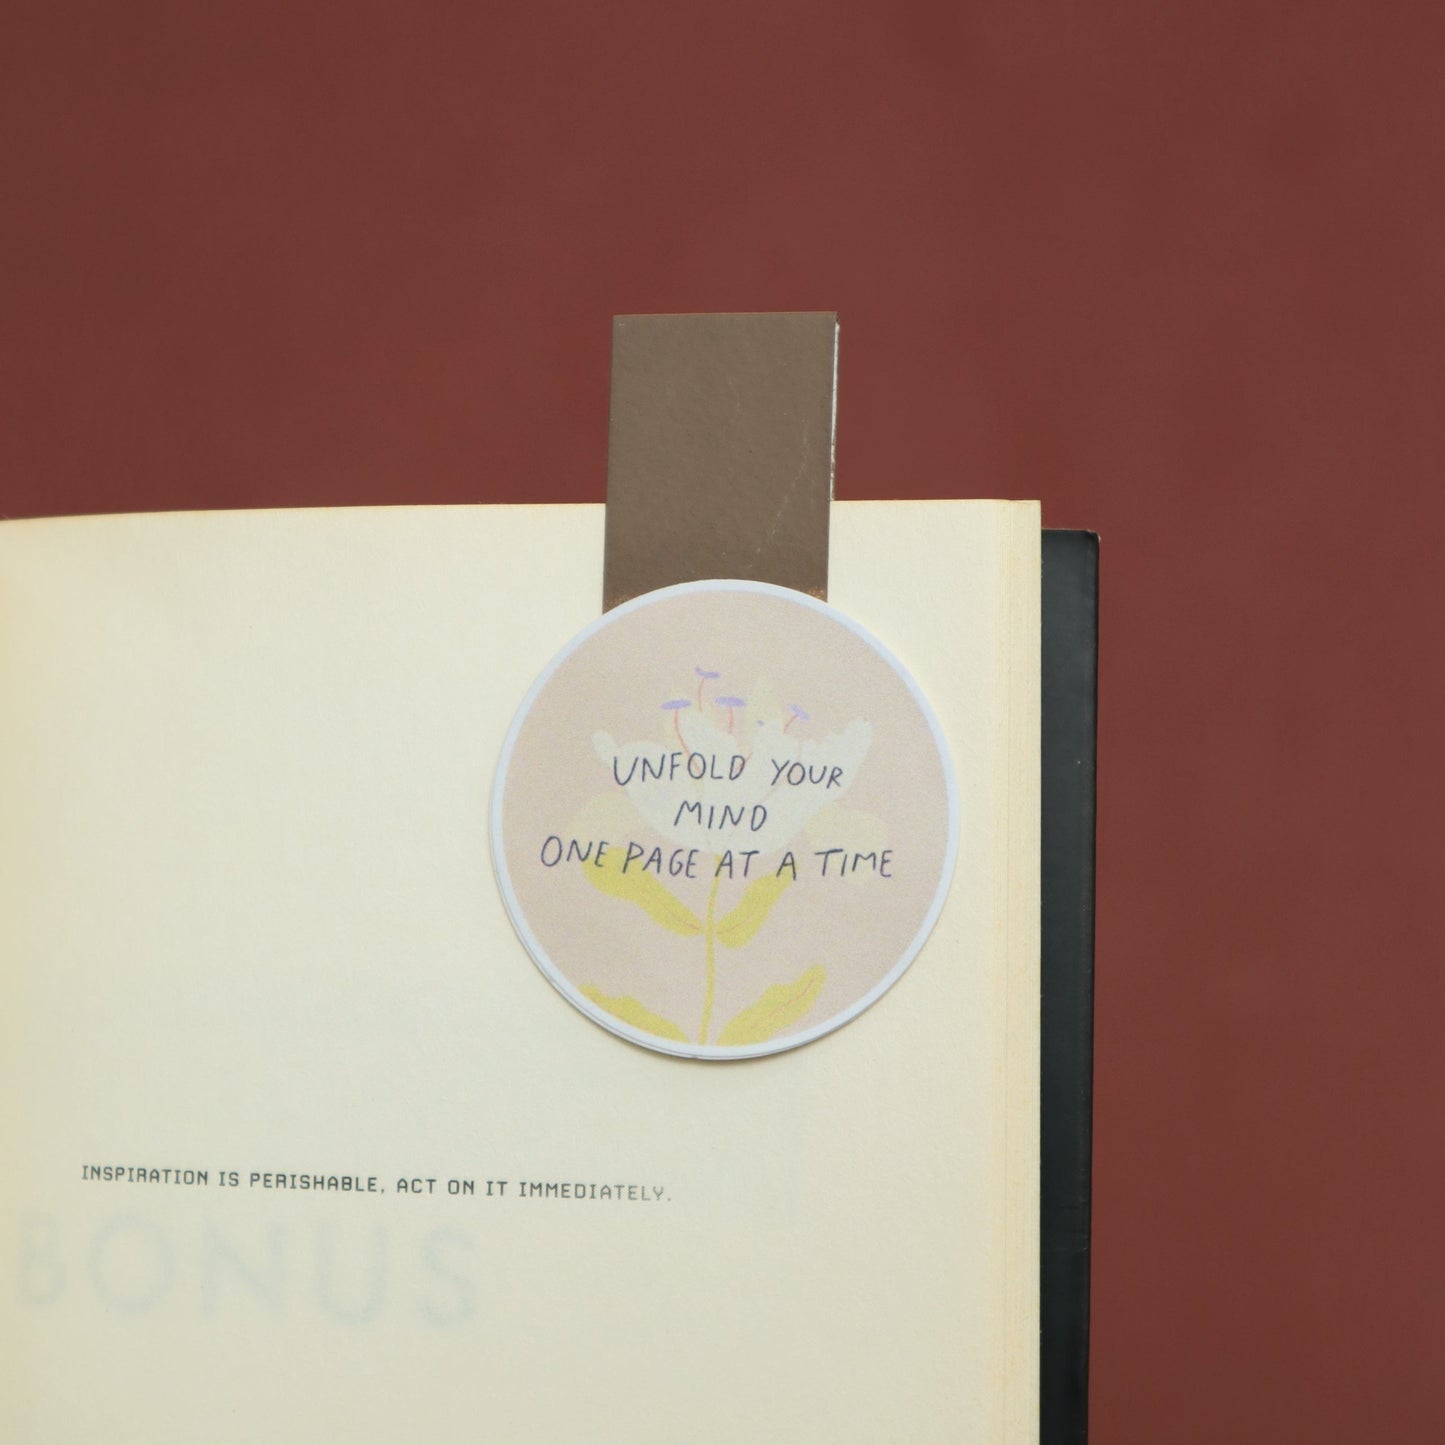 UNFOLD YOUR
MIND
ONE PAGE AT A TIME
INSPIRATION IS PERISHABLE, ACT ON IT IMMEDIATELY.
BONUS